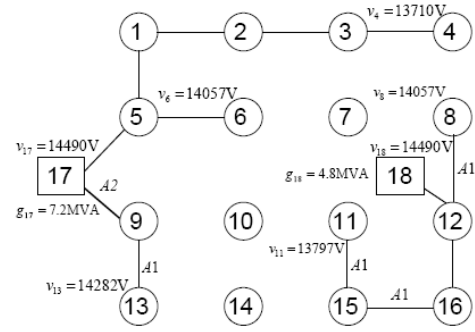 v₄ =13710V
1 2 3 4
v₆ =14057V v₈ =14057V
5 6 7 8
v₁₇ =14490V v₁₈ =14490V
17 A2 g₁₈ = 4.8MVA 18 A1
g₁₇ = 7.2MVA
9 10 11 12
v₁₁ =13797V
v₁₃ =14282V A1 A1 A1
13 14 15 16